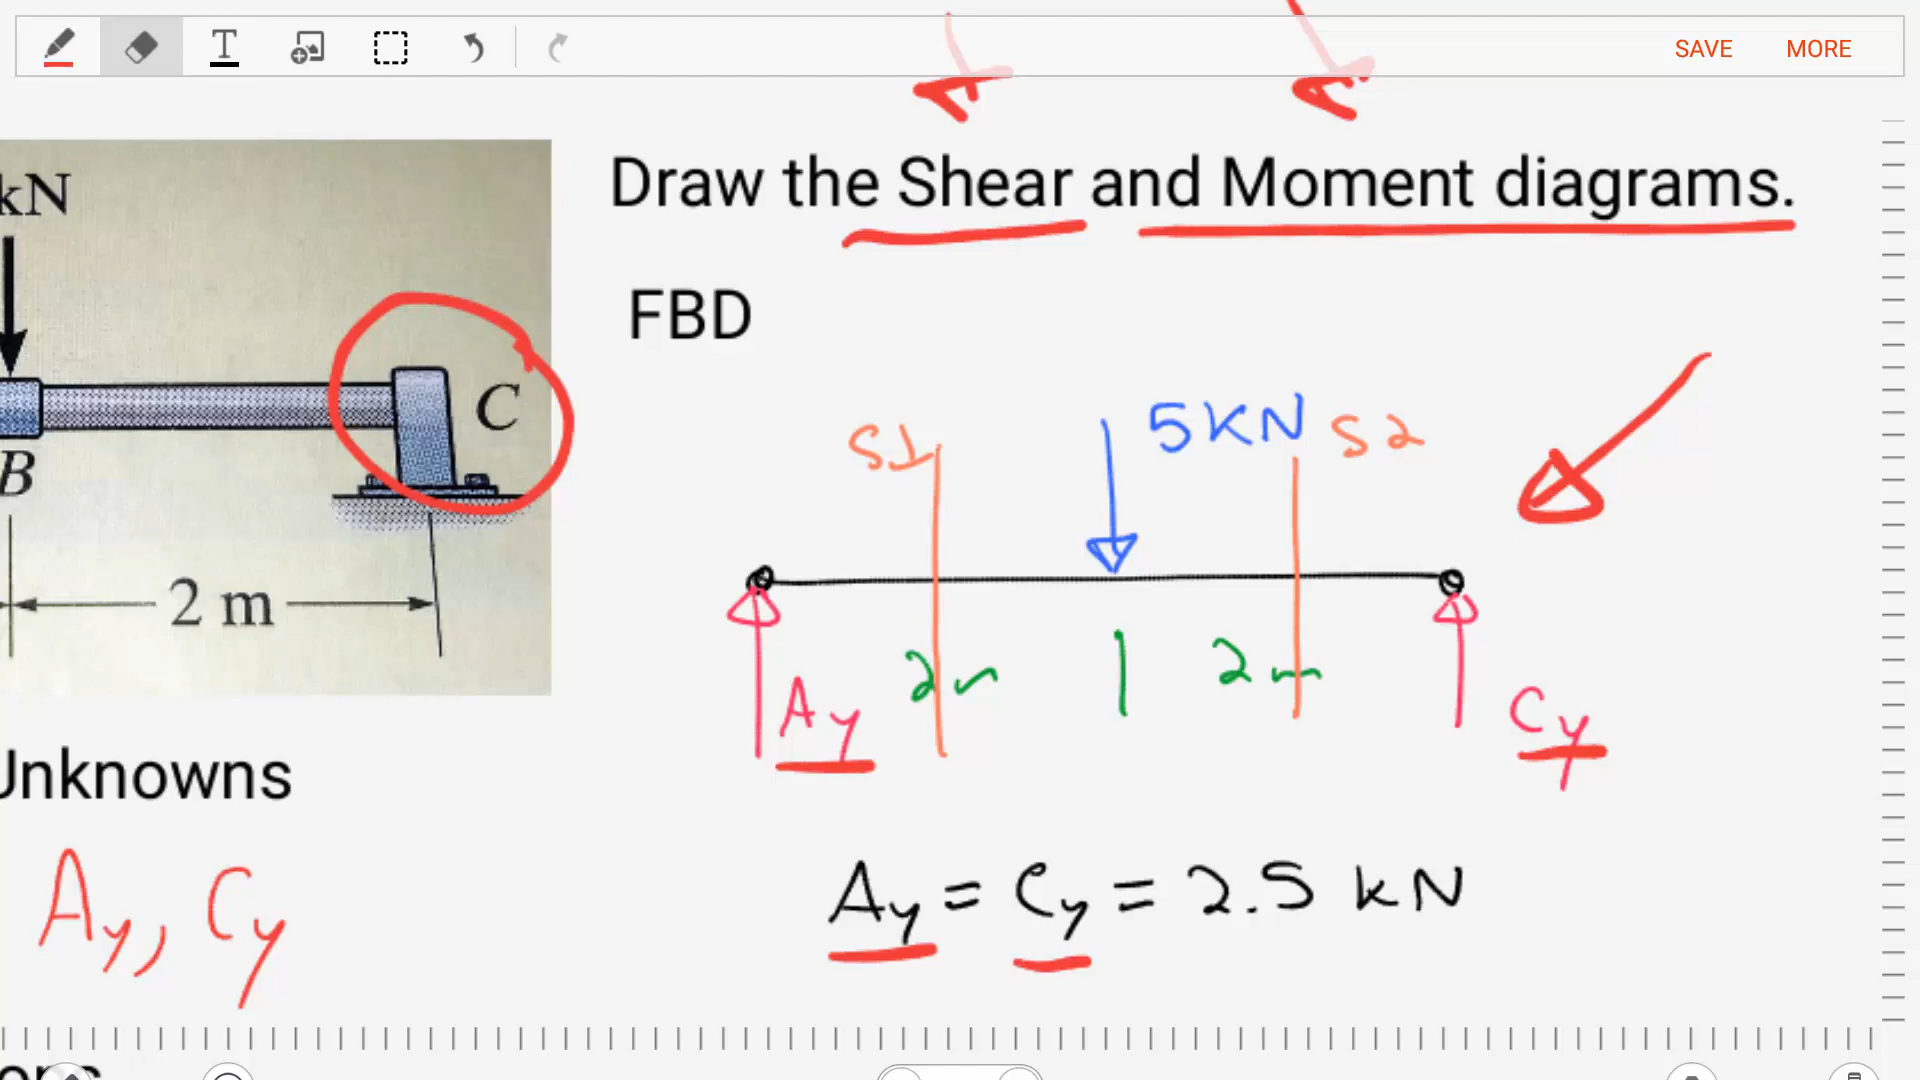 T
SAVE
MORE
Draw the Shear and Moment diagrams.
kN
FBD
C
B
2 m
S1
5KN
S2
2m
2m
Ay
Cy
Unknowns
Ay, Cy
Ay = Cy = 2.5 kN